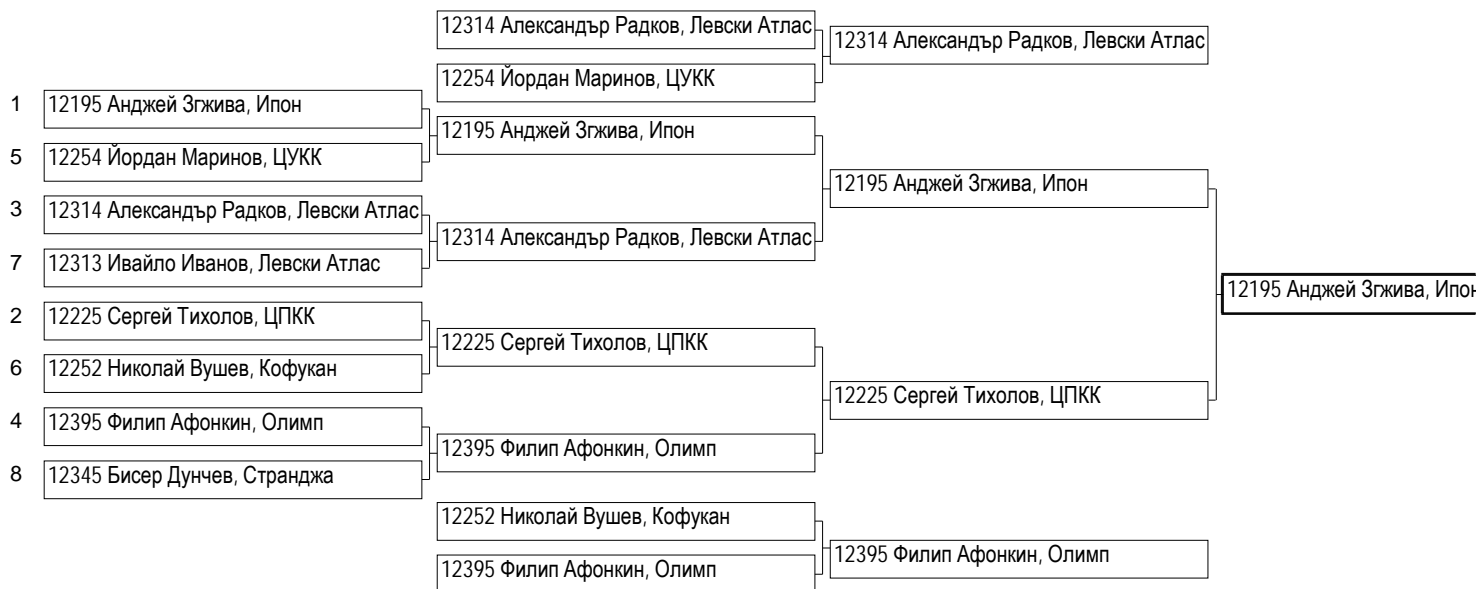 12314 Александър Радков, Левски Атлас
12254 Йордан Маринов, ЦУКК
12314 Александър Радков, Левски Атлас
1 12195 Анджей Згжива, Ипон
5 12254 Йордан Маринов, ЦУКК
3 12314 Александър Радков, Левски Атлас
7 12313 Ивайло Иванов, Левски Атлас
2 12225 Сергей Тихолов, ЦПКК
6 12252 Николай Вушев, Кофукан
4 12395 Филип Афонкин, Олимп
8 12345 Бисер Дунчев, Странджа
12195 Анджей Згжива, Ипон
12314 Александър Радков, Левски Атлас
12225 Сергей Тихолов, ЦПКК
12395 Филип Афонкин, Олимп
12195 Анджей Згжива, Ипон
12225 Сергей Тихолов, ЦПКК
12195 Анджей Згжива, Ипон
12252 Николай Вушев, Кофукан
12395 Филип Афонкин, Олимп
12395 Филип Афонкин, Олимп